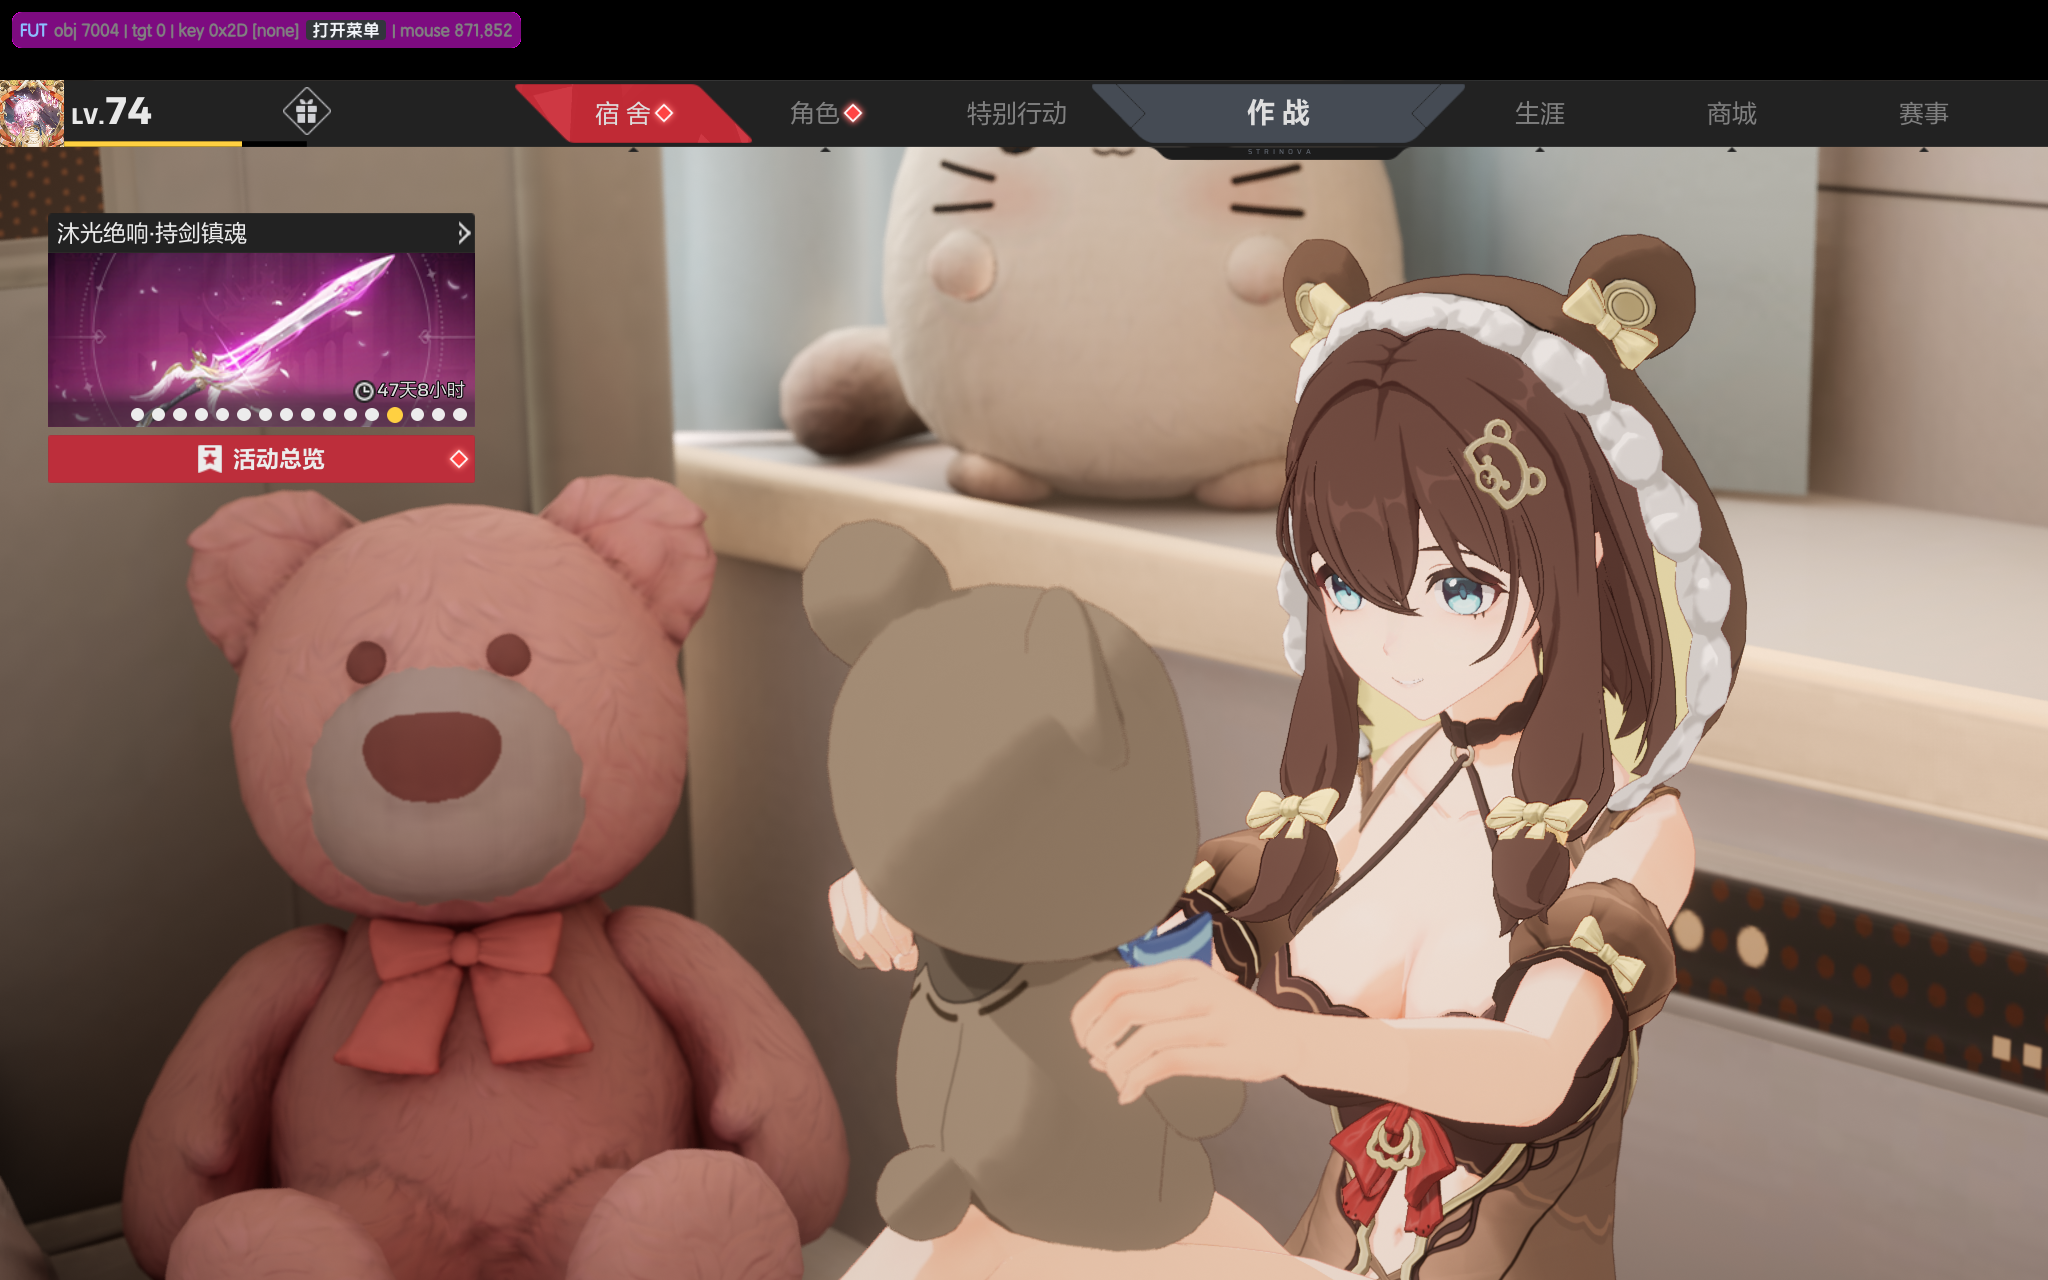 FUT obj 7004 | tgt 0 | key 0x2D [none] 打开菜单 | mouse 871,852
LV.74
宿舍
角色
特别行动
作战
STRINOVA
生涯
商城
赛事
沐光绝响·持剑镇魂
47天8小时
活动总览